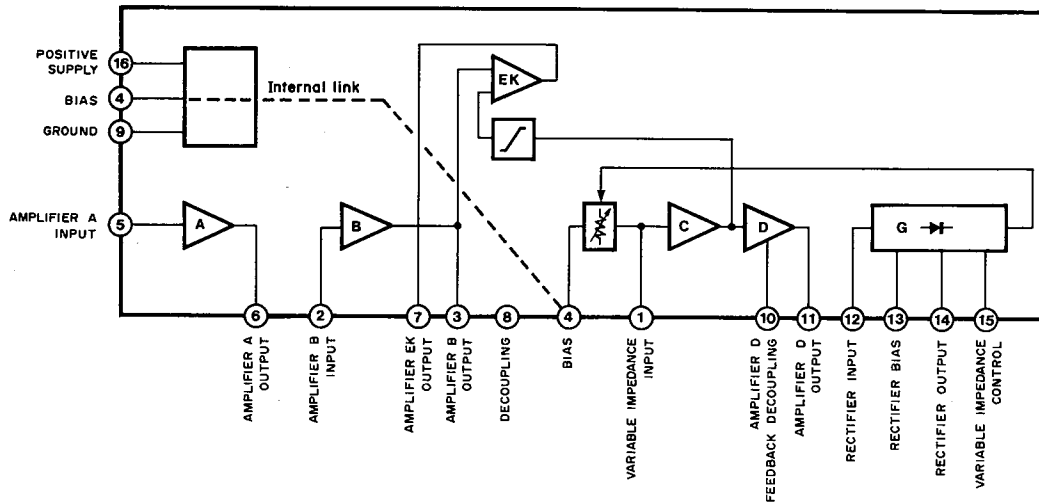 POSITIVE
SUPPLY
16
BIAS
4
GROUND
9
Internal link
EK
AMPLIFIER A
INPUT
5
A
B
C
D
G
6
2
7
3
8
4
1
10
11
12
13
14
15
AMPLIFIER A
OUTPUT
AMPLIFIER B
INPUT
AMPLIFIER EK
OUTPUT
AMPLIFIER B
OUTPUT
DECOUPLING
BIAS
VARIABLE IMPEDANCE
INPUT
AMPLIFIER D
FEEDBACK DECOUPLING
AMPLIFIER D
OUTPUT
RECTIFIER INPUT
RECTIFIER BIAS
RECTIFIER OUTPUT
VARIABLE IMPEDANCE
CONTROL